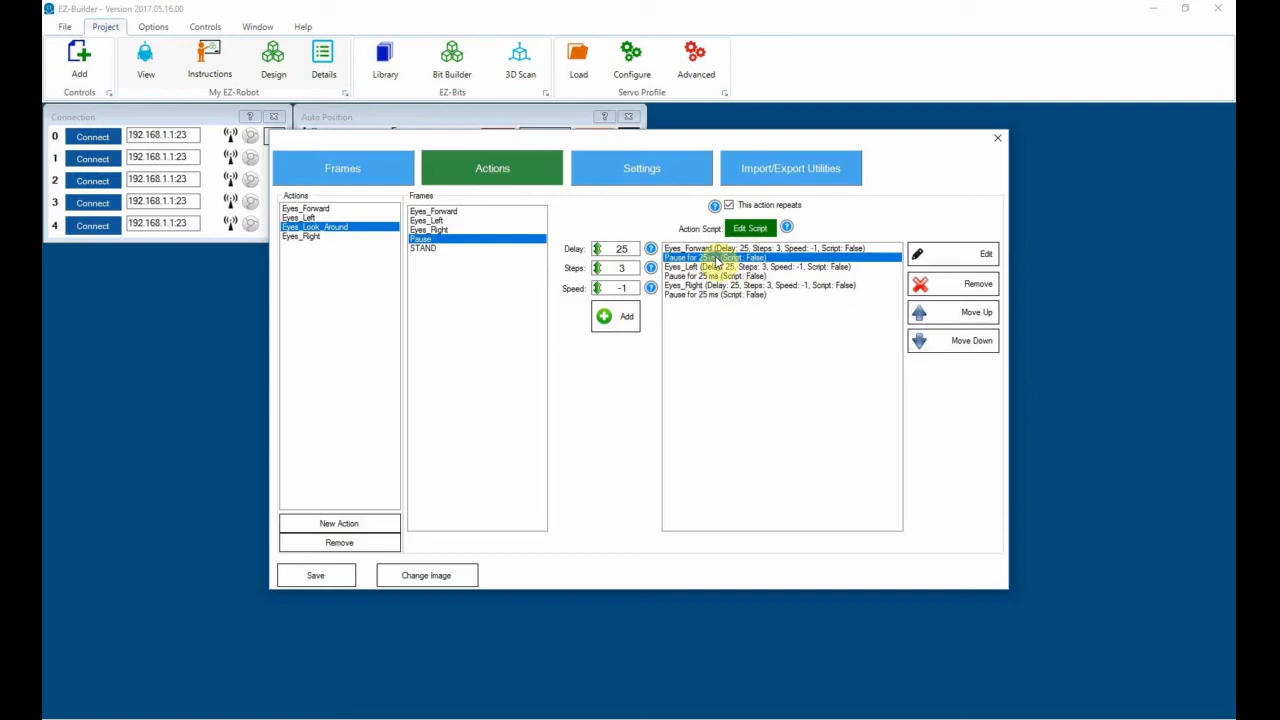 EZ-Builder - Version 2017.05.16.00
File Project Options Controls Window Help
Add View Instructions Design Details Library Bit Builder 3D Scan Load Configure Advanced
Controls My EZ-Robot EZ-Bits Servo Profile
Connection ? Auto Position ?
0 Connect 192.168.1.1:23
1 Connect 192.168.1.1:23
2 Connect 192.168.1.1:23
3 Connect 192.168.1.1:23
4 Connect 192.168.1.1:23
Frames Actions Settings Import/Export Utilities
Actions
Eyes_Forward
Eyes_Left
Eyes_Look_Around
Eyes_Right
New Action
Remove
Frames
Eyes_Forward
Eyes_Left
Eyes_Right
Pause
STAND
Delay: 25 ?
Steps: 3 ?
Speed: -1 ?
Add
? This action repeats
Action Script: Edit Script ?
Eyes_Forward (Delay: 25, Steps: 3, Speed: -1, Script: False)
Pause for 25 ms (Script: False)
Eyes_Left (Delay: 25, Steps: 3, Speed: -1, Script: False)
Pause for 25 ms (Script: False)
Eyes_Right (Delay: 25, Steps: 3, Speed: -1, Script: False)
Pause for 25 ms (Script: False)
Edit
Remove
Move Up
Move Down
Save Change Image